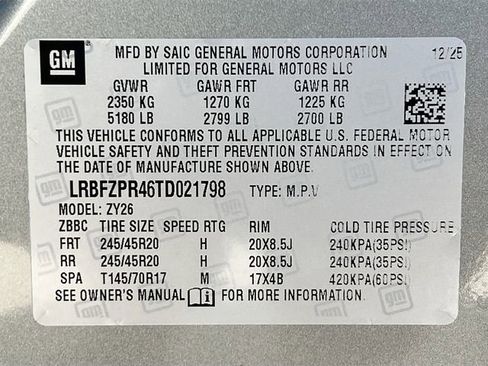 GM
MFD BY SAIC GENERAL MOTORS CORPORATION 12/25
LIMITED FOR GENERAL MOTORS LLC
GVWR GAWR FRT GAWR RR
2350 KG 1270 KG 1225 KG
5180 LB 2799 LB 2700 LB
THIS VEHICLE CONFORMS TO ALL APPLICABLE U.S. FEDERAL MOTOR
VEHICLE SAFETY AND THEFT PREVENTION STANDARDS IN EFFECT ON
THE DATE OF MANUFACTURE SHOWN ABOVE.
LRBFZPR46TD021798 TYPE: M.P.V
MODEL: ZY26
ZBBC TIRE SIZE SPEED RTG RIM COLD TIRE PRESSURE
FRT 245/45R20 H 20X8.5J 240KPA(35PSI)
RR 245/45R20 H 20X8.5J 240KPA(35PSI)
SPA T145/70R17 M 17X4B 420KPA(60PSI)
SEE OWNER'S MANUAL FOR MORE INFORMATION